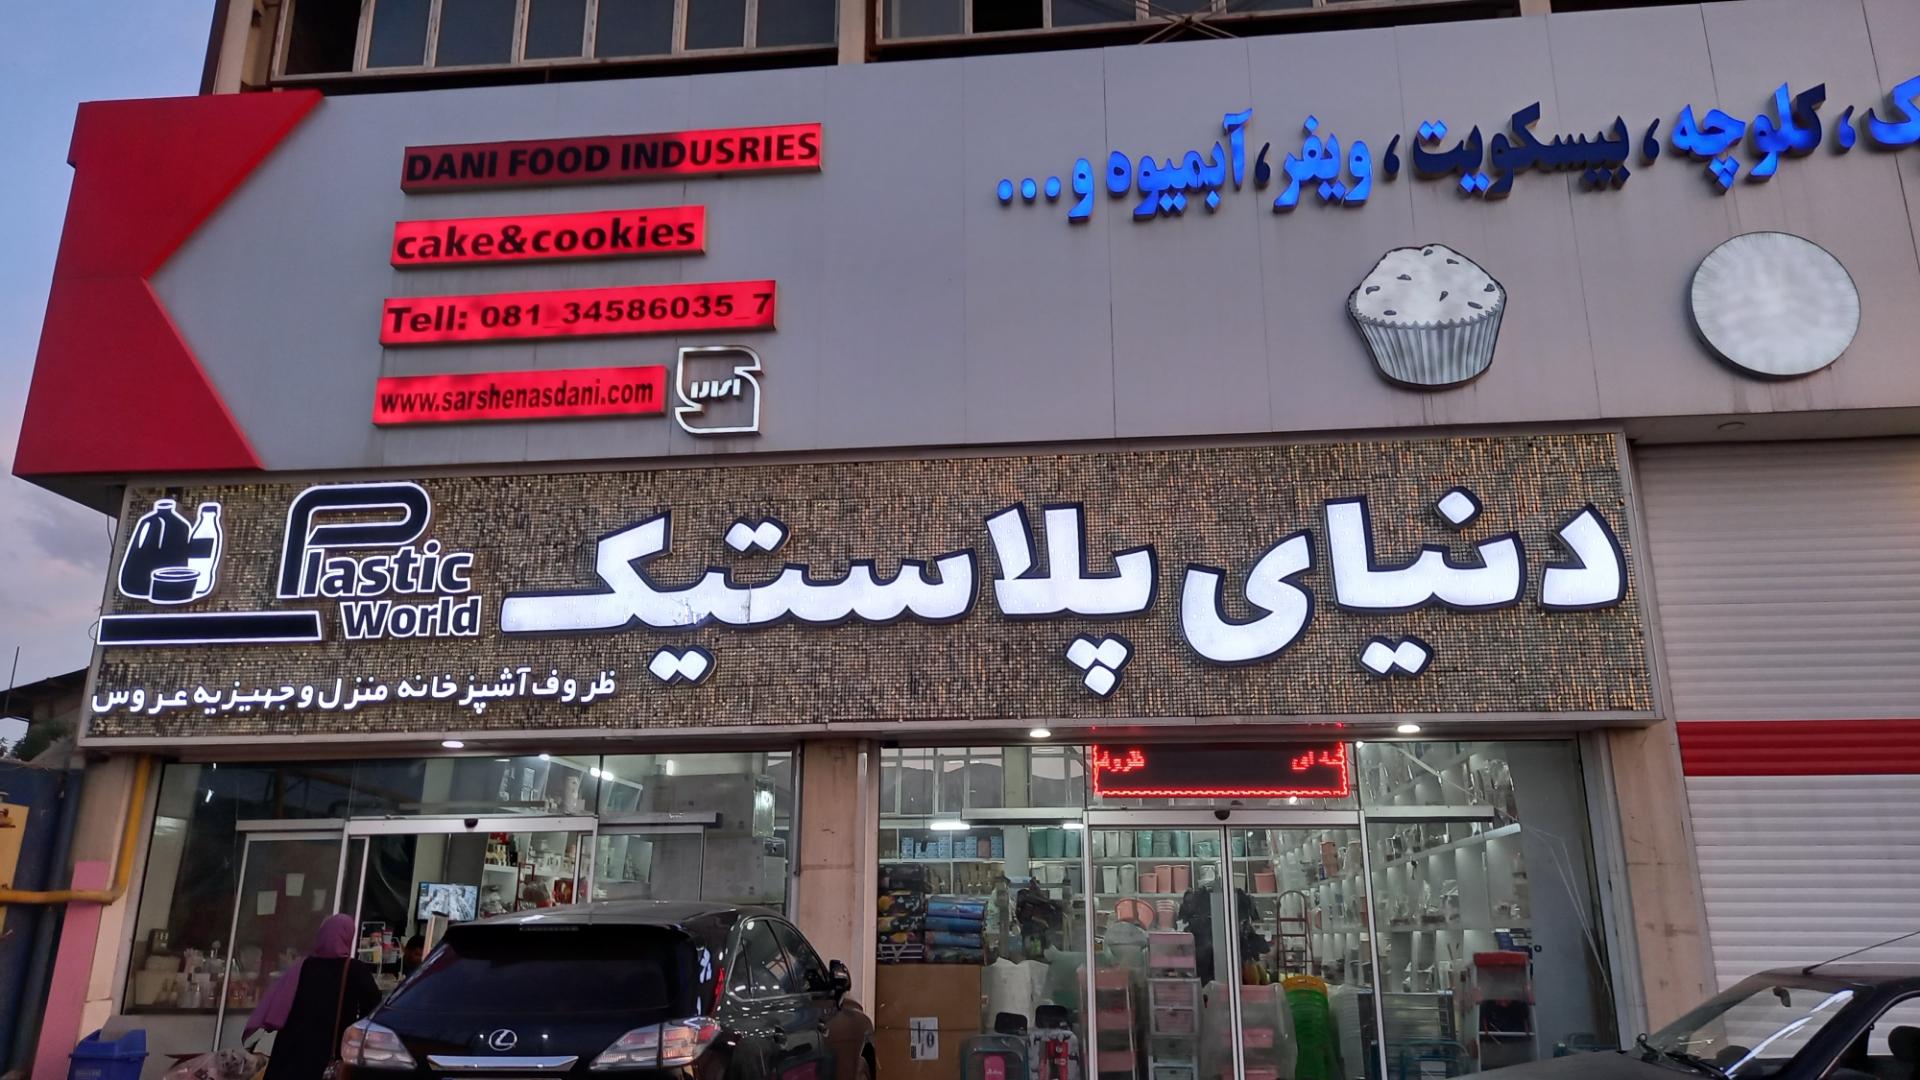 DANI FOOD INDUSRIES
ک، کلوچه، بیسکویت، ویفر، آبمیوه و...
cake&cookies
Tell: 081_34586035_7
www.sarshenasdani.com
Plastic World
دنیای پلاستیک
ظروف آشپزخانه منزل و جهیزیه عروس
ظروف